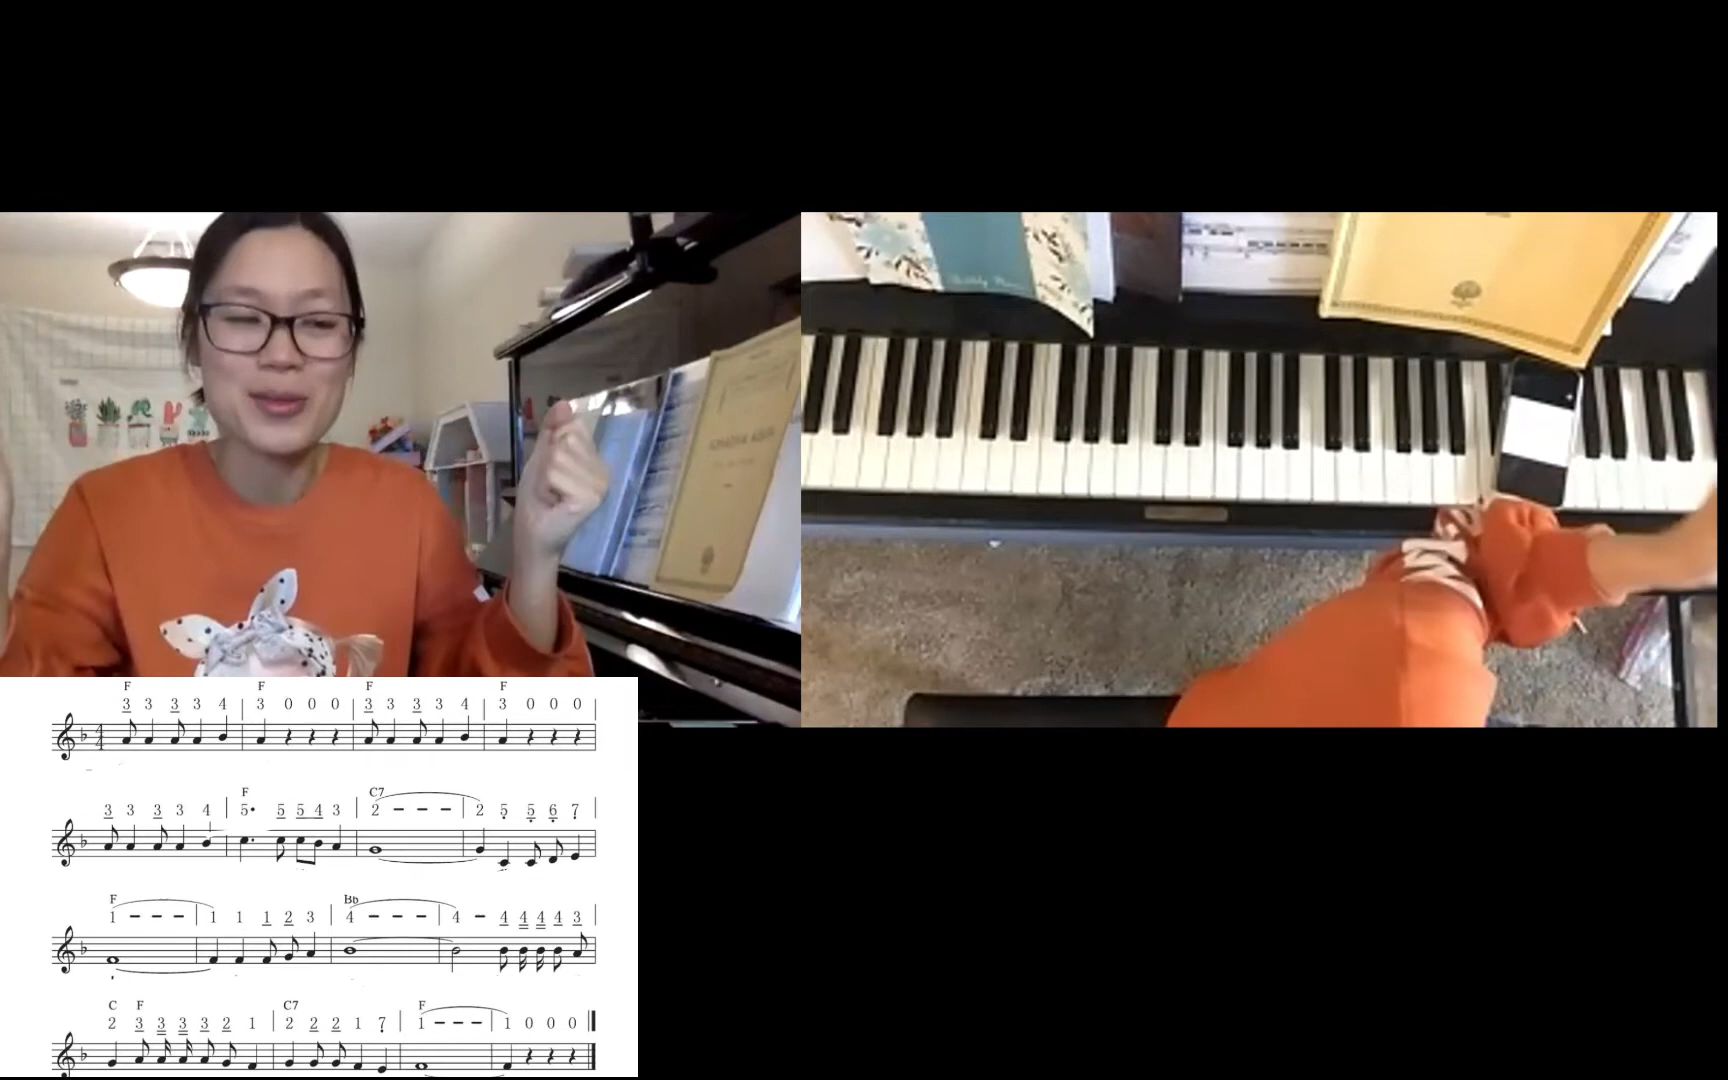 F F F F
3 3 3 3 4 | 3 0 0 0 | 3 3 3 3 4 | 3 0 0 0 |
4
4
F C7
3 3 3 3 4 | 5· 5 5 4 3 | 2 - - - | 2 5 5 6 7 |
F Bb
1 - - - | 1 1 1 2 3 | 4 - - - | 4 - 4 4 4 4 3 |
C F C7 F
2 3 3 3 3 2 1 | 2 2 2 1 7 | 1 - - - | 1 0 0 0